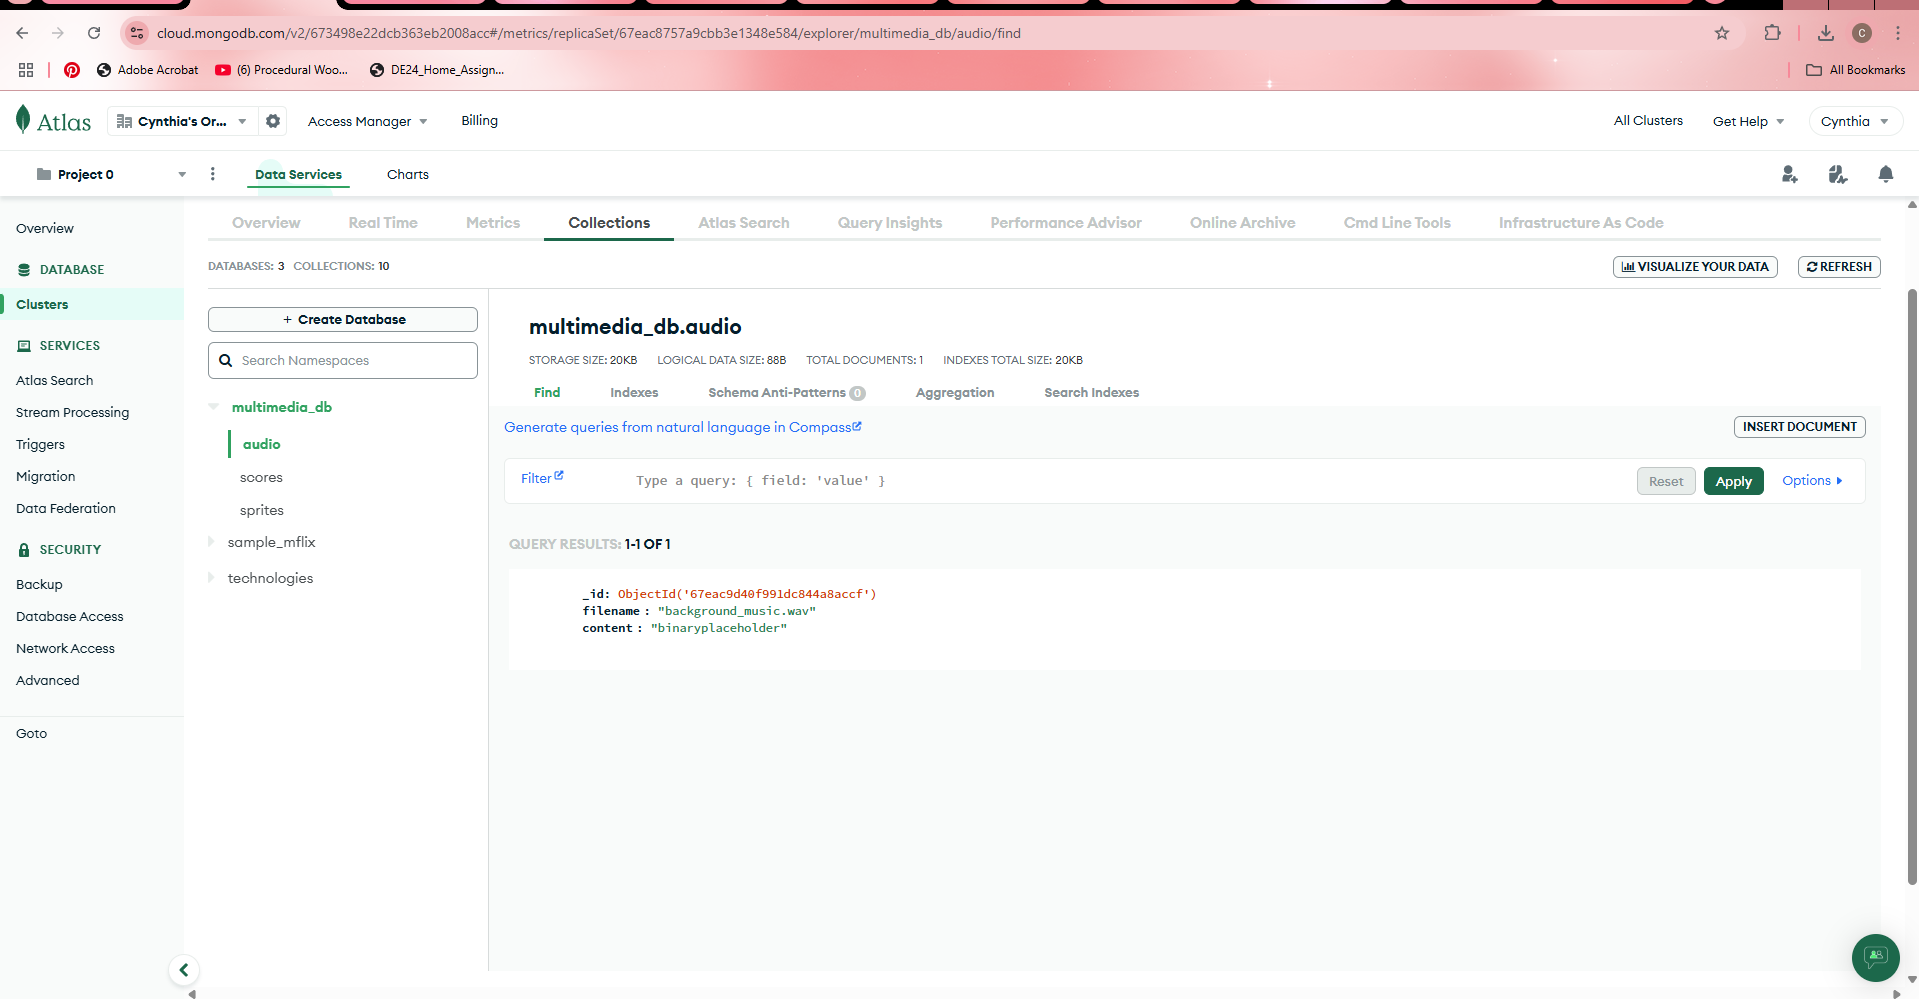 cloud.mongodb.com/v2/673498e22dcb363eb2008acc#/metrics/replicaSet/67eac8757a9cbb3e1348e584/explorer/multimedia_db/audio/find
C
Adobe Acrobat
(6) Procedural Woo...
DE24_Home_Assign...
All Bookmarks
Atlas
Cynthia's Or...
Access Manager
Billing
All Clusters
Get Help
Cynthia
Project 0
Data Services
Charts
Overview
DATABASE
Clusters
SERVICES
Atlas Search
Stream Processing
Triggers
Migration
Data Federation
SECURITY
Backup
Database Access
Network Access
Advanced
Goto
Overview
Real Time
Metrics
Collections
Atlas Search
Query Insights
Performance Advisor
Online Archive
Cmd Line Tools
Infrastructure As Code
DATABASES: 3 COLLECTIONS: 10
VISUALIZE YOUR DATA
REFRESH
+ Create Database
Search Namespaces
multimedia_db
audio
scores
sprites
sample_mflix
technologies
multimedia_db.audio
STORAGE SIZE: 20KB LOGICAL DATA SIZE: 88B TOTAL DOCUMENTS: 1 INDEXES TOTAL SIZE: 20KB
Find
Indexes
Schema Anti-Patterns 0
Aggregation
Search Indexes
Generate queries from natural language in Compass
INSERT DOCUMENT
Filter
Type a query: { field: 'value' }
Reset
Apply
Options
QUERY RESULTS: 1-1 OF 1
_id: ObjectId('67eac9d40f991dc844a8accf')
filename : "background_music.wav"
content : "binaryplaceholder"